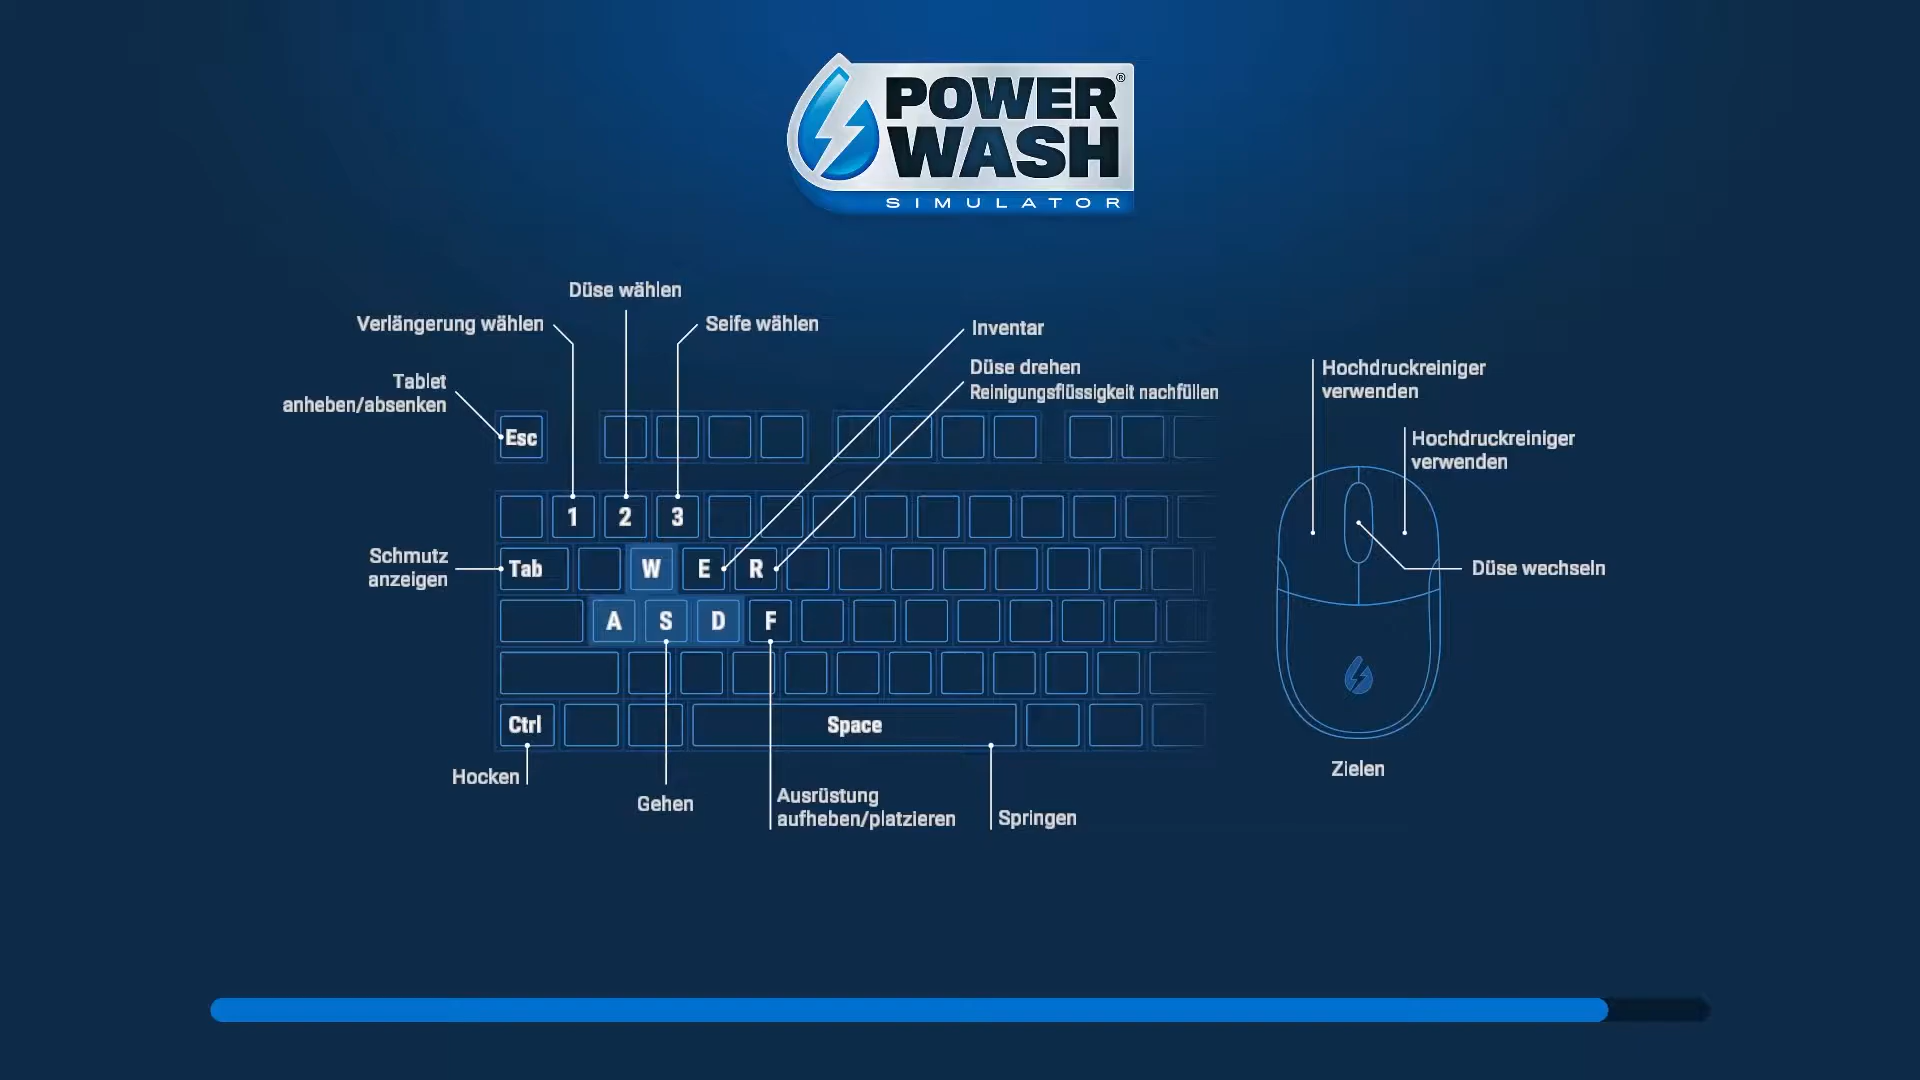 POWER®
WASH
SIMULATOR
Düse wählen
Verlängerung wählen
Seife wählen
Inventar
Düse drehen
Reinigungsflüssigkeit nachfüllen
Tablet
anheben/absenken
Hochdruckreiniger
verwenden
Hochdruckreiniger
verwenden
Esc
1 2 3
Schmutz
anzeigen
Tab W E R
Düse wechseln
A S D F
Ctrl Space
Hocken
Gehen
Ausrüstung
aufheben/platzieren
Springen
Zielen